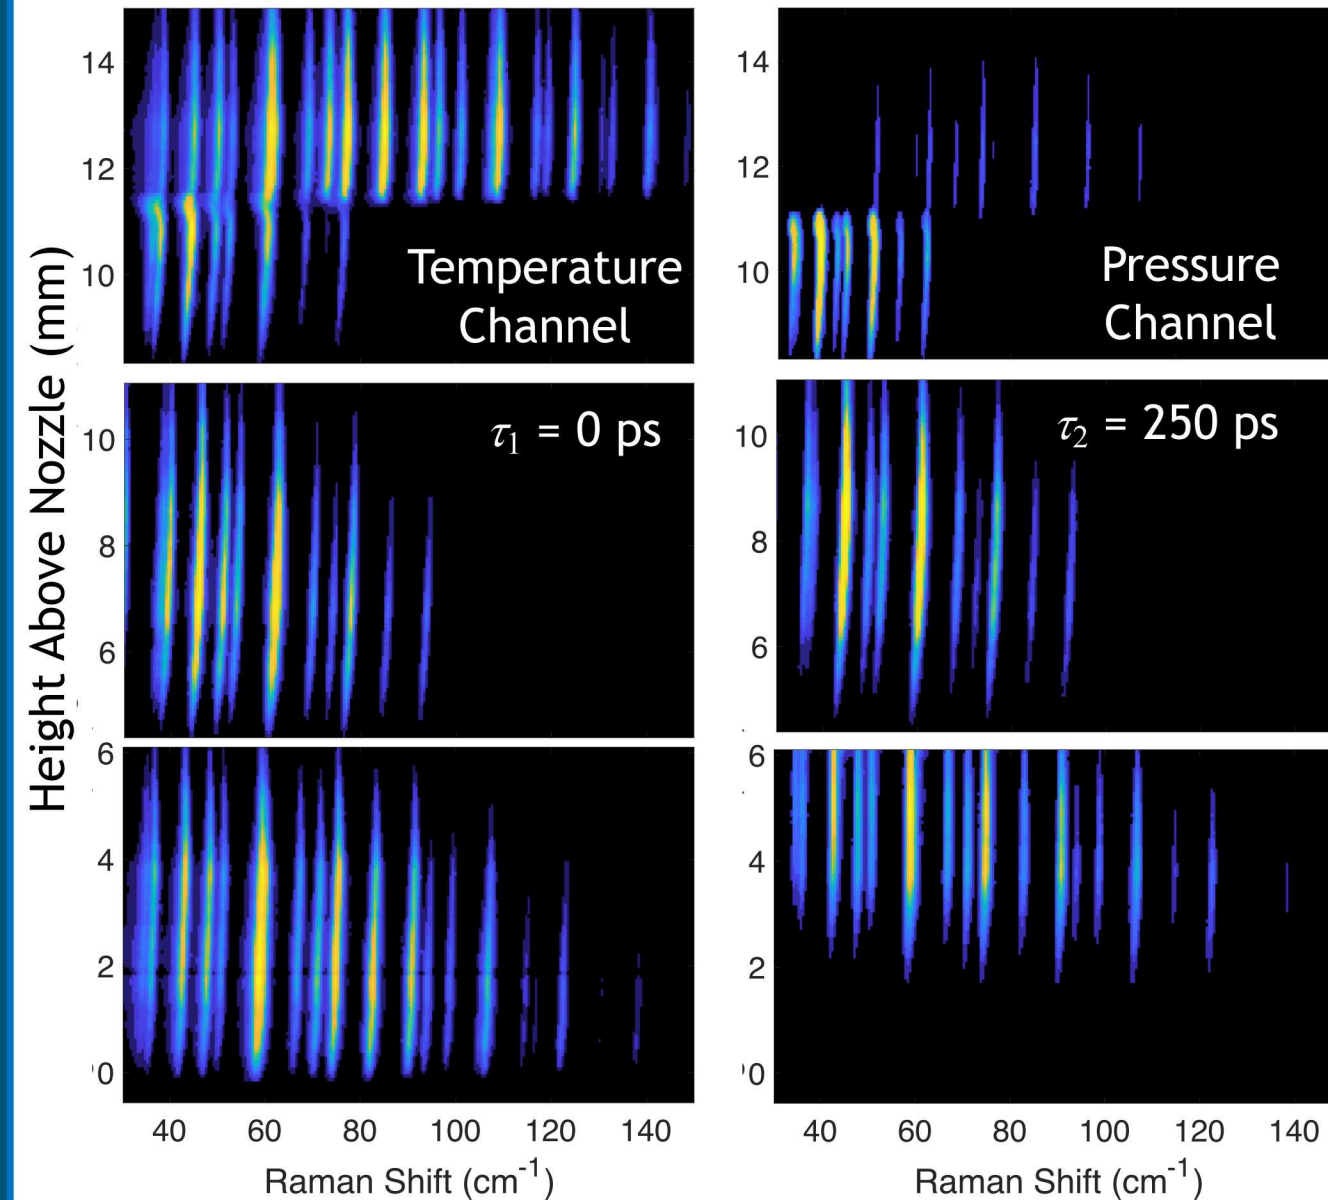 Height Above Nozzle (mm)
14
12
10
Temperature
Channel
14
12
10
Pressure
Channel
10
8
6
τ₁ = 0 ps
10
8
6
τ₂ = 250 ps
6
4
2
0
6
4
2
0
40 60 80 100 120 140
40 60 80 100 120 140
Raman Shift (cm⁻¹)
Raman Shift (cm⁻¹)